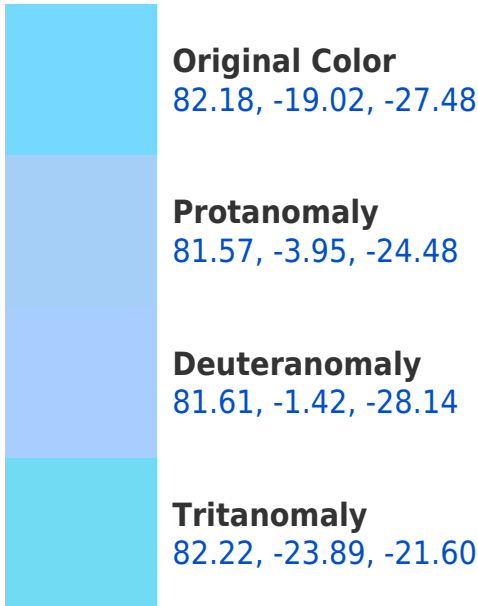 Original Color
82.18, -19.02, -27.48
Protanomaly
81.57, -3.95, -24.48
Deuteranomaly
81.61, -1.42, -28.14
Tritanomaly
82.22, -23.89, -21.60